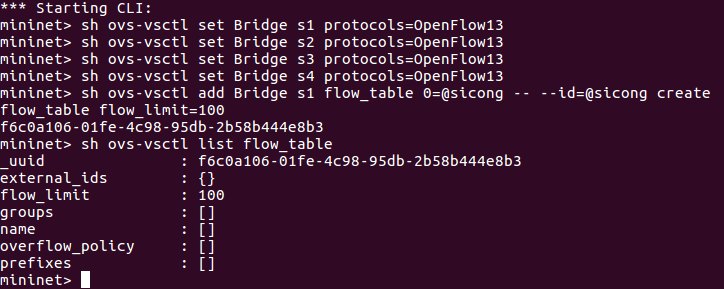 *** Starting CLI:
mininet> sh ovs-vsctl set Bridge s1 protocols=OpenFlow13
mininet> sh ovs-vsctl set Bridge s2 protocols=OpenFlow13
mininet> sh ovs-vsctl set Bridge s3 protocols=OpenFlow13
mininet> sh ovs-vsctl set Bridge s4 protocols=OpenFlow13
mininet> sh ovs-vsctl add Bridge s1 flow_table 0=@sicong -- --id=@sicong create
flow_table flow_limit=100
f6c0a106-01fe-4c98-95db-2b58b444e8b3
mininet> sh ovs-vsctl list flow_table
_uuid : f6c0a106-01fe-4c98-95db-2b58b444e8b3
external_ids : {}
flow_limit : 100
groups : []
name : []
overflow_policy : []
prefixes : []
mininet>